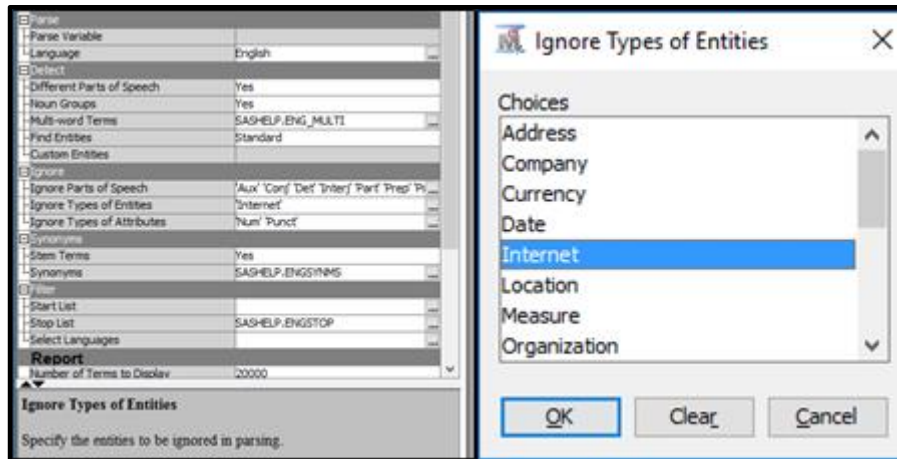 Parse
Parse Variable
Language English ...
Detect
Different Parts of Speech Yes
Noun Groups Yes
Multi-word Terms SASHELP.ENG_MULTI ...
Find Entities Standard
Custom Entities
Ignore
Ignore Parts of Speech 'Aux' 'Conj' 'Det' 'Interj' 'Part' 'Prep' ...
Ignore Types of Entities 'Internet' ...
Ignore Types of Attributes 'Num' 'Punct' ...
Synonyms
Stem Terms Yes
Synonyms SASHELP.ENGSYNMS ...
Filter
Start List ...
Stop List SASHELP.ENGSTOP ...
Select Languages ...
Report
Number of Terms to Display 20000
Ignore Types of Entities
Specify the entities to be ignored in parsing.
Ignore Types of Entities
Choices
Address
Company
Currency
Date
Internet
Location
Measure
Organization
OK Clear Cancel